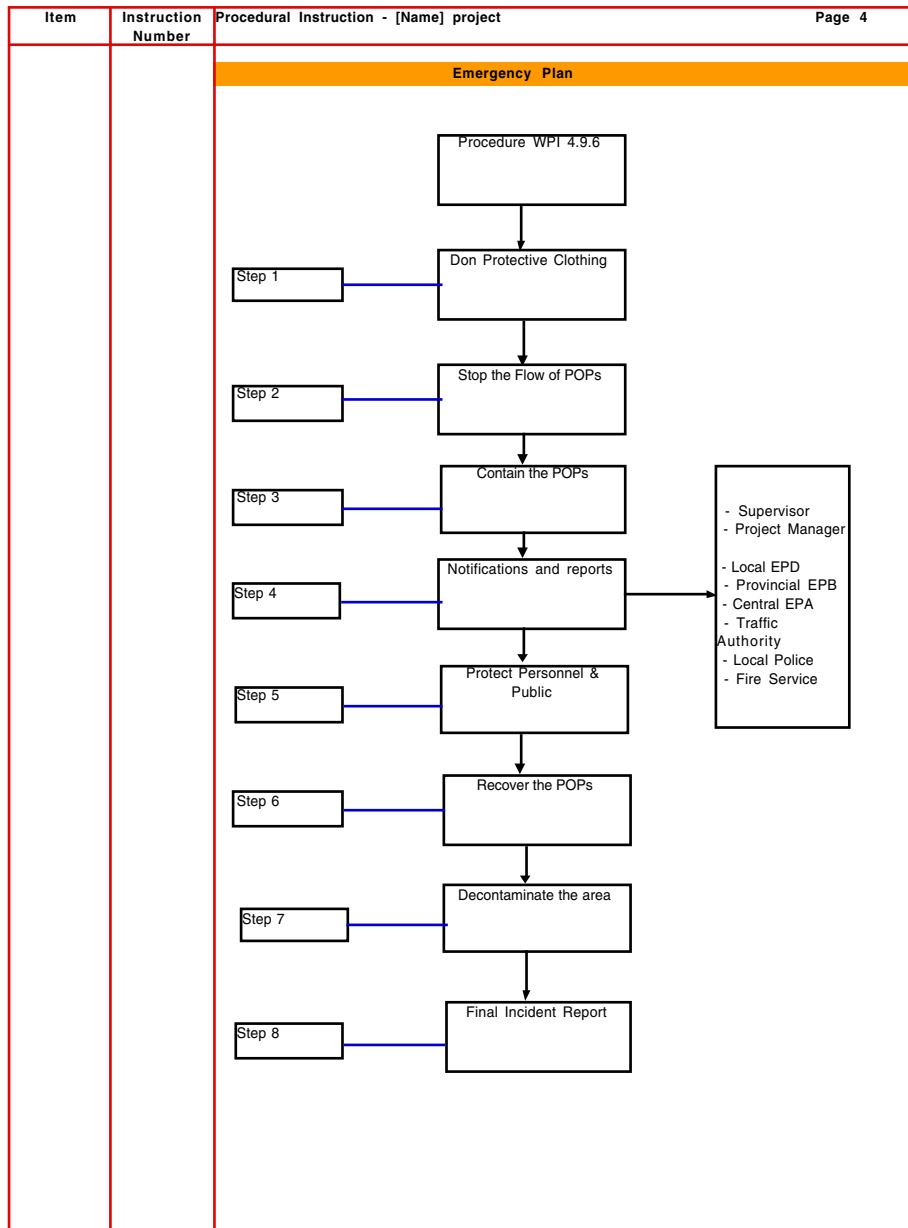 Item
Instruction
Number
Procedural Instruction - [Name] project
Page 4
Emergency Plan
Procedure WPI 4.9.6
Don Protective Clothing
Step 1
Stop the Flow of POPs
Step 2
Contain the POPs
Step 3
Notifications and reports
Step 4
- Supervisor
- Project Manager
- Local EPD
- Provincial EPB
- Central EPA
- Traffic
Authority
- Local Police
- Fire Service
Protect Personnel &
Public
Step 5
Recover the POPs
Step 6
Decontaminate the area
Step 7
Final Incident Report
Step 8